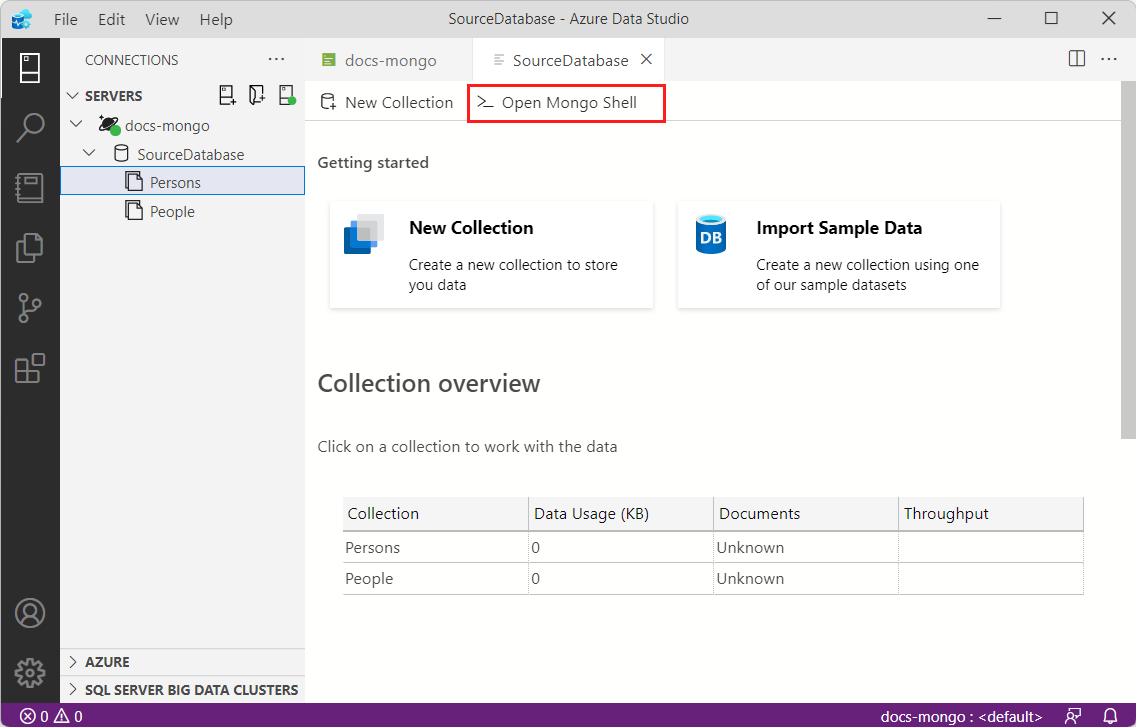 File Edit View Help SourceDatabase - Azure Data Studio
CONNECTIONS
docs-mongo SourceDatabase
SERVERS
docs-mongo
SourceDatabase
Persons
People
AZURE
SQL SERVER BIG DATA CLUSTERS
New Collection Open Mongo Shell
Getting started
New Collection
Create a new collection to store
you data
DB
Import Sample Data
Create a new collection using one
of our sample datasets
Collection overview
Click on a collection to work with the data
Collection Data Usage (KB) Documents Throughput
Persons 0 Unknown
People 0 Unknown
0 0 docs-mongo : <default>